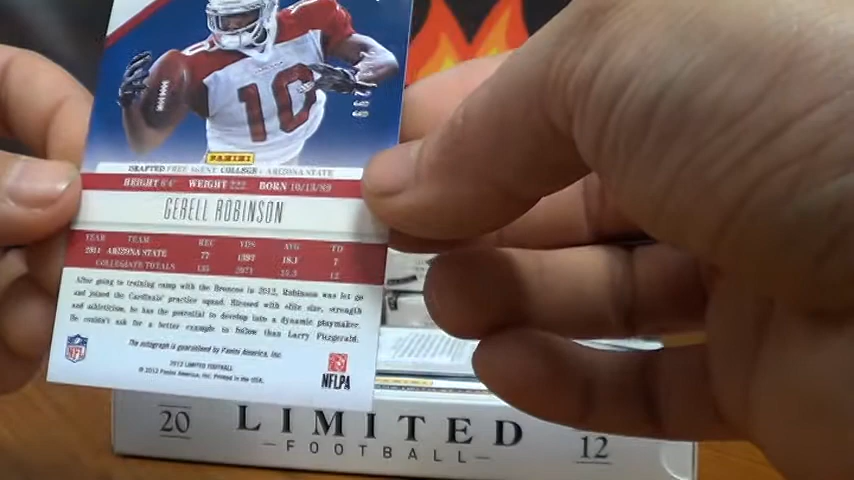 10
10
299
PANINI
DRAFTED FREE AGENT COLLEGE • ARIZONA STATE
HEIGHT 6'4" WEIGHT 222 BORN 10/13/89
GERELL ROBINSON
YEAR TEAM REC YDS AVG TD
2011 ARIZONA STATE 77 1397 18.1 7
COLLEGIATE TOTALS 12
After going to training camp with the Broncos in 2012, Robinson was let go
and joined the Cardinals' practice squad. Blessed with elite size, strength
and athleticism, he has the potential to develop into a dynamic playmaker.
He couldn't ask for a better example to follow than Larry Fitzgerald.
The autograph is guaranteed by Panini America, Inc.
2012 LIMITED FOOTBALL
© 2012 Panini America, Inc. Printed in the USA.
NFL
NFLPA
20 LIMITED 12
FOOTBALL